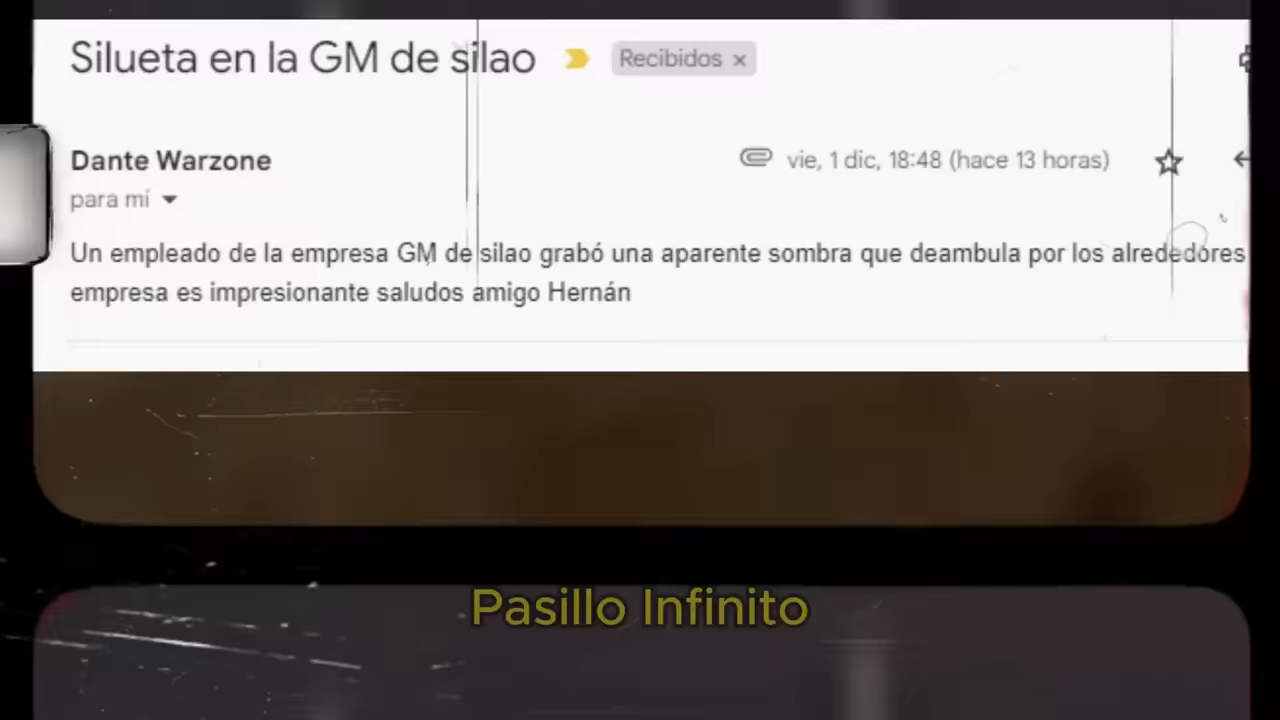 Silueta en la GM de silao
Recibidos ×
Dante Warzone
vie, 1 dic, 18:48 (hace 13 horas)
para mí
Un empleado de la empresa GM de silao grabó una aparente sombra que deambula por los alrededores
empresa es impresionante saludos amigo Hernán
Pasillo Infinito